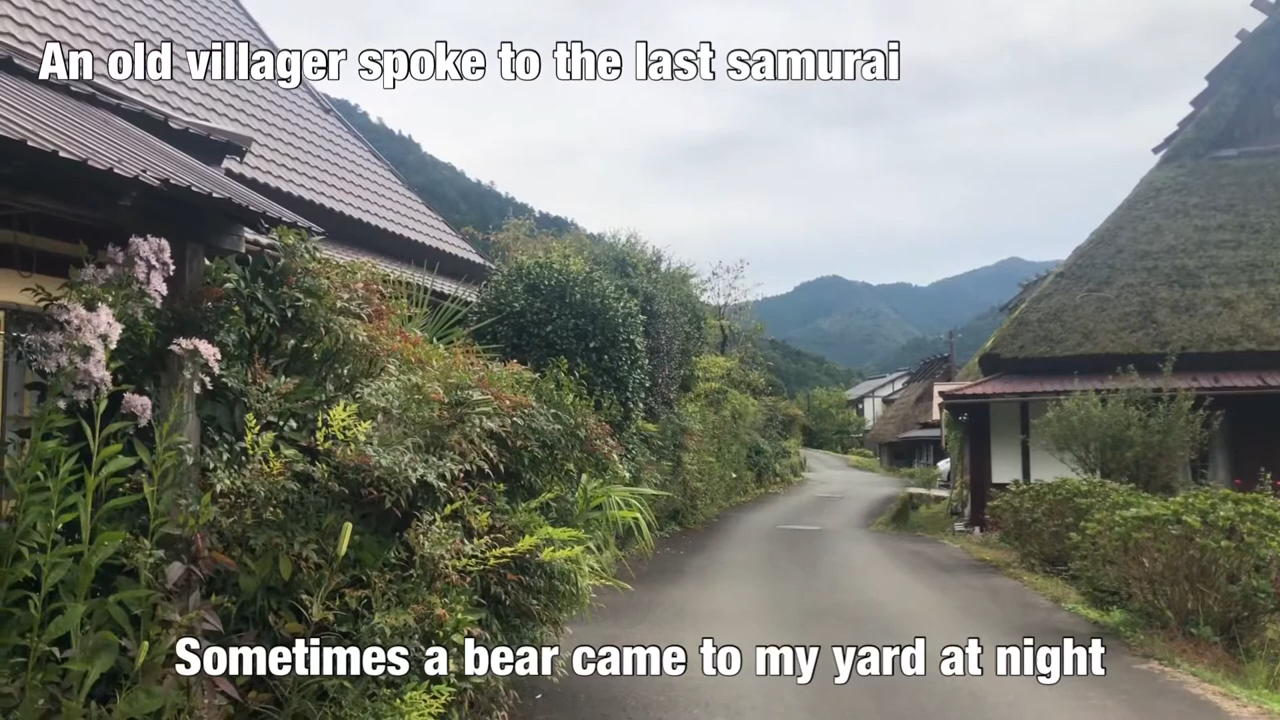 An old villager spoke to the last samurai
Sometimes a bear came to my yard at night